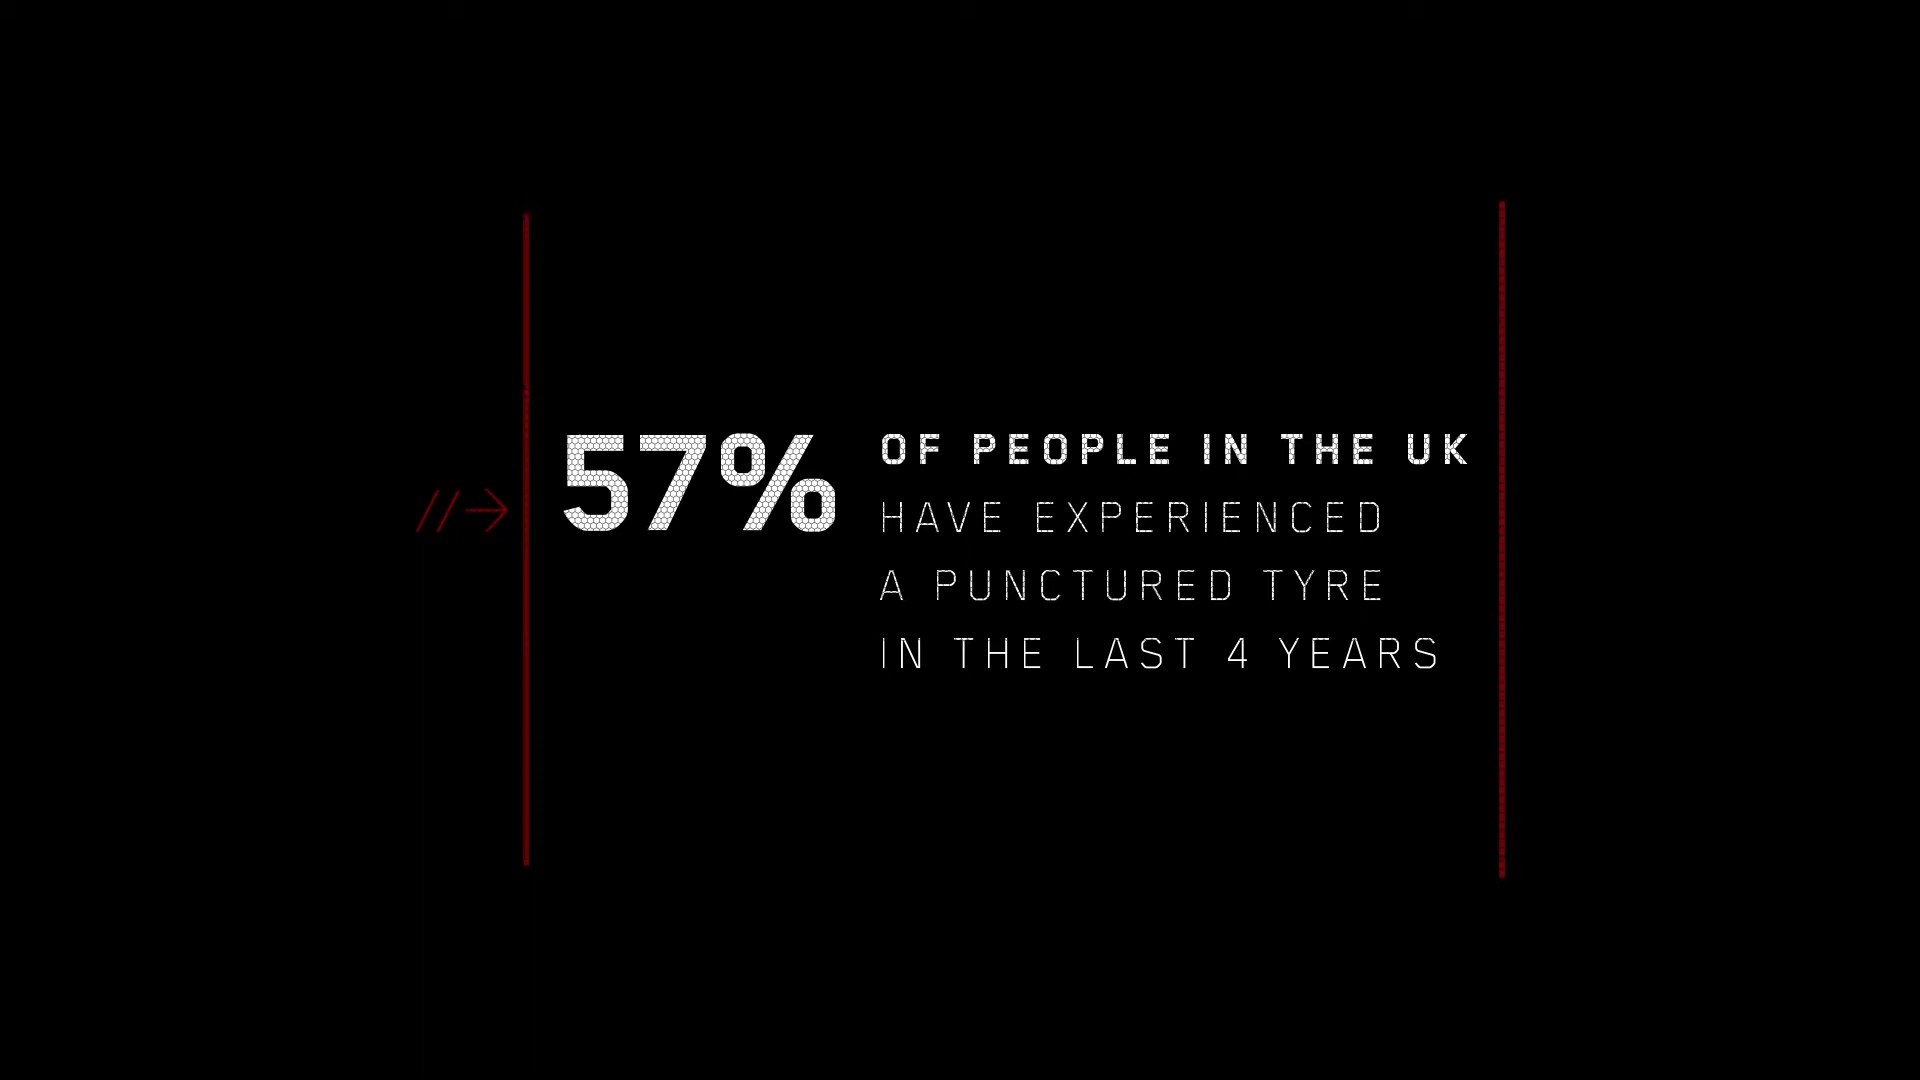 57% OF PEOPLE IN THE UK
HAVE EXPERIENCED
A PUNCTURED TYRE
IN THE LAST 4 YEARS